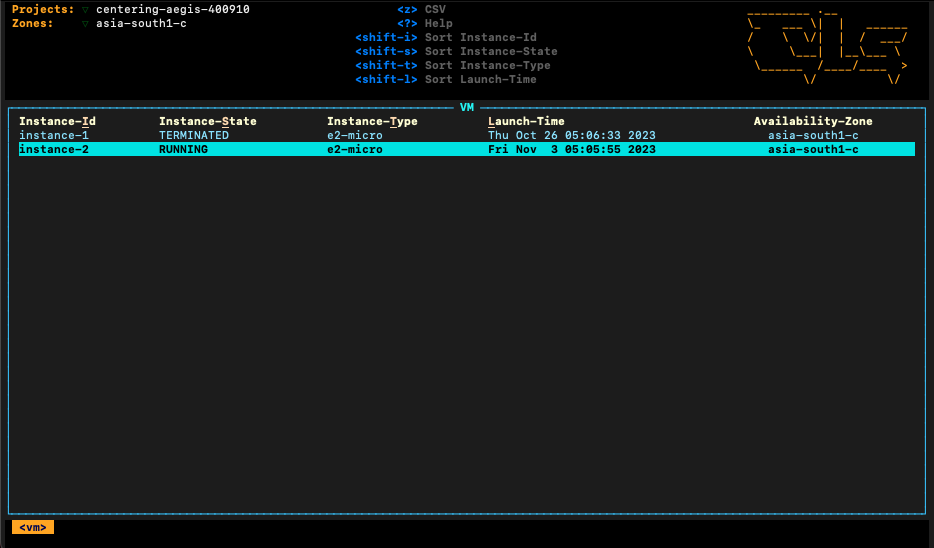 Projects: ▽ centering-aegis-400910 <z> CSV
Zones: ▽ asia-south1-c <?> Help
<shift-i> Sort Instance-Id
<shift-s> Sort Instance-State
<shift-t> Sort Instance-Type
<shift-l> Sort Launch-Time
VM
Instance-Id Instance-State Instance-Type Launch-Time Availability-Zone
instance-1 TERMINATED e2-micro Thu Oct 26 05:06:33 2023 asia-south1-c
instance-2 RUNNING e2-micro Fri Nov  3 05:05:55 2023 asia-south1-c
<vm>